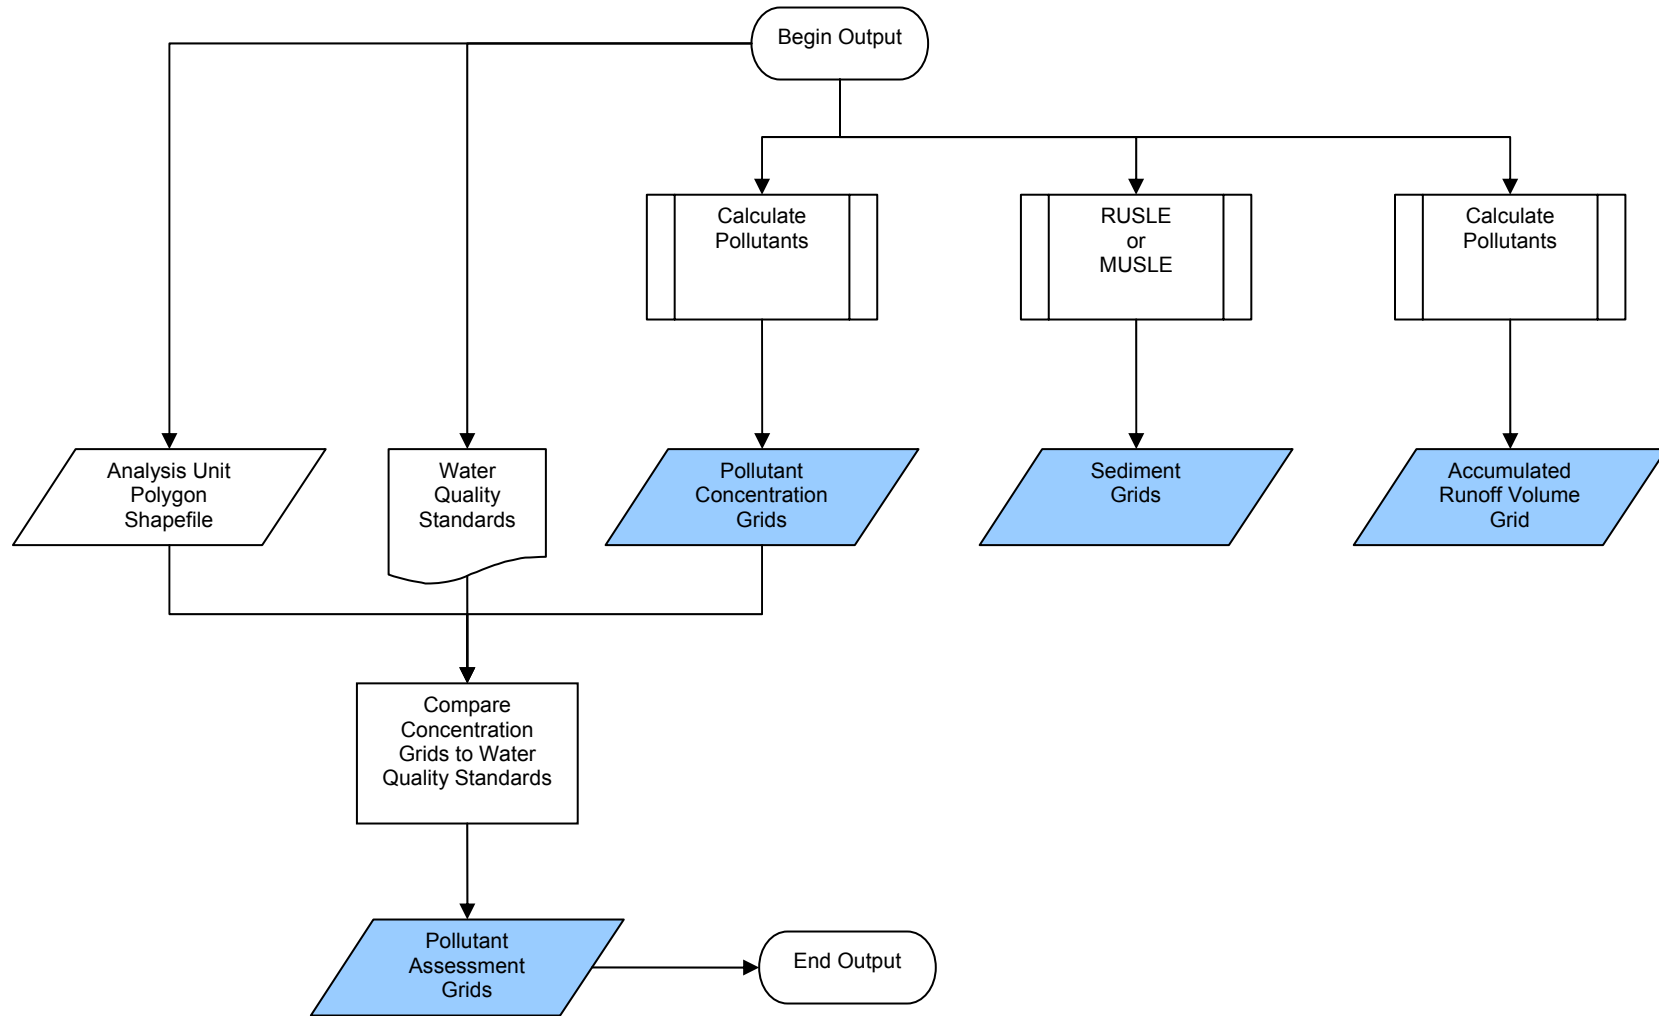 Begin Output
Calculate
Pollutants
RUSLE
or
MUSLE
Calculate
Pollutants
Analysis Unit
Polygon
Shapefile
Water
Quality
Standards
Pollutant
Concentration
Grids
Sediment
Grids
Accumulated
Runoff Volume
Grid
Compare
Concentration
Grids to Water
Quality Standards
Pollutant
Assessment
Grids
End Output